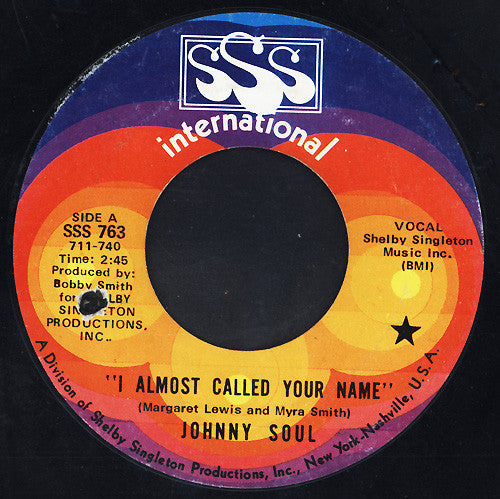 SSS
international
SIDE A
SSS 763
711-740
Time: 2:45
Produced by:
Bobby Smith
for LBY
SINGLETON
PRODUCTIONS,
INC..
VOCAL
Shelby Singleton
Music Inc.
(BMI)
"I ALMOST CALLED YOUR NAME"
(Margaret Lewis and Myra Smith)
JOHNNY SOUL
A Division of Shelby Singleton Productions, Inc., New York-Nashville, U.S.A.